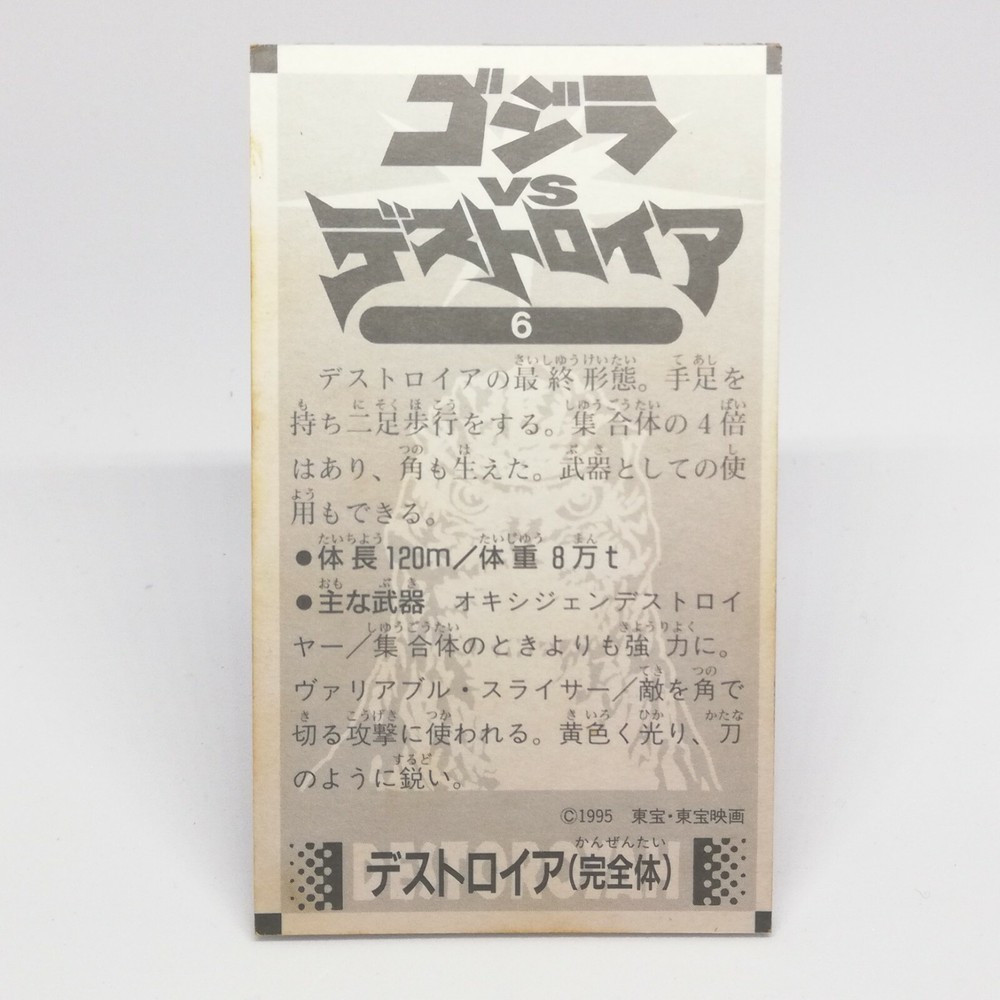 ゴジラ
VS
デストロイア
6
デストロイアの最終形態。手足を
持ち二足歩行をする。集合体の4倍
はあり、角も生えた。武器としての使
用もできる。
●体長120m/体重8万t
●主な武器 オキシジェンデストロイ
ヤー/集合体のときよりも強力に。
ヴァリアブル・スライサー/敵を角で
切る攻撃に使われる。黄色く光り、刀
のように鋭い。
©1995 東宝・東宝映画
デストロイア(完全体)